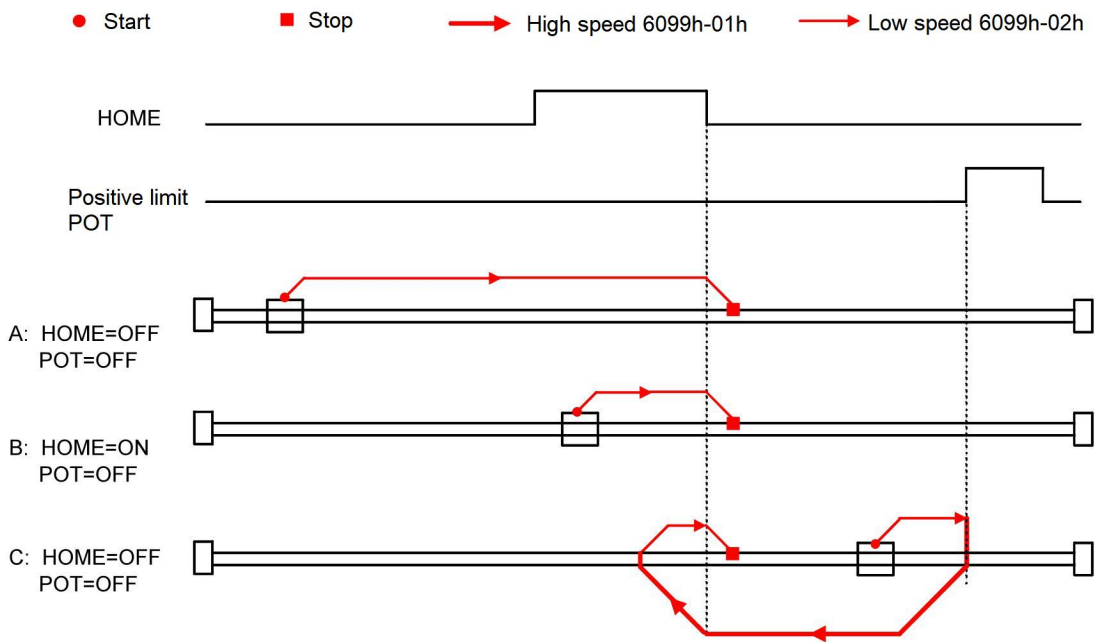 Start Stop High speed 6099h-01h Low speed 6099h-02h
HOME
Positive limit
POT
A: HOME=OFF
POT=OFF
B: HOME=ON
POT=OFF
C: HOME=OFF
POT=OFF